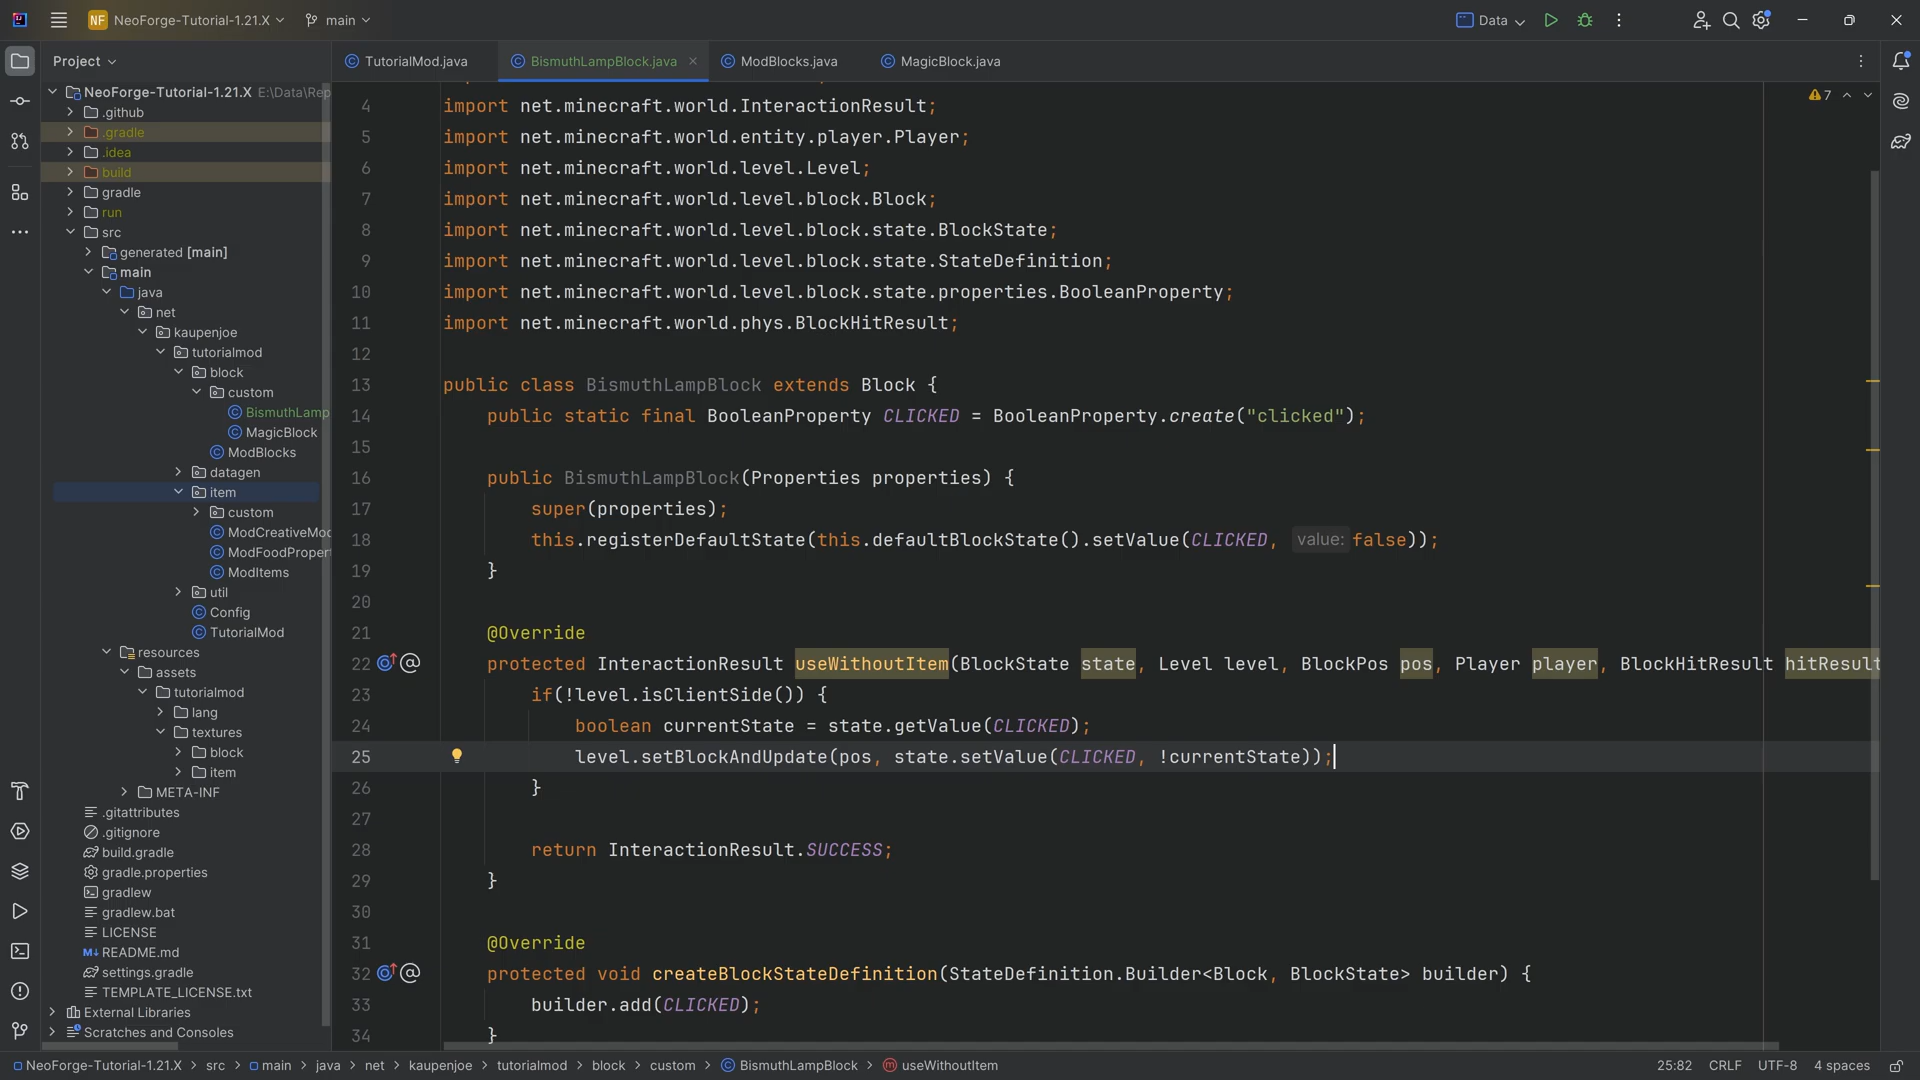 NF NeoForge-Tutorial-1.21.X main Data
Project
TutorialMod.java BismuthLampBlock.java ModBlocks.java MagicBlock.java
NeoForge-Tutorial-1.21.X E:\Data\Rep
.github
.gradle
.idea
build
gradle
run
src
generated [main]
main
java
net
kaupenjoe
tutorialmod
block
custom
BismuthLamp
MagicBlock
ModBlocks
datagen
item
custom
ModCreativeMod
ModFoodProper
ModItems
util
Config
TutorialMod
resources
assets
tutorialmod
lang
textures
block
item
META-INF
.gitattributes
.gitignore
build.gradle
gradle.properties
gradlew
gradlew.bat
LICENSE
README.md
settings.gradle
TEMPLATE_LICENSE.txt
External Libraries
Scratches and Consoles
7
4 import net.minecraft.world.InteractionResult;
5 import net.minecraft.world.entity.player.Player;
6 import net.minecraft.world.level.Level;
7 import net.minecraft.world.level.block.Block;
8 import net.minecraft.world.level.block.state.BlockState;
9 import net.minecraft.world.level.block.state.StateDefinition;
10 import net.minecraft.world.level.block.state.properties.BooleanProperty;
11 import net.minecraft.world.phys.BlockHitResult;
12
13 public class BismuthLampBlock extends Block {
14 public static final BooleanProperty CLICKED = BooleanProperty.create("clicked");
15
16 public BismuthLampBlock(Properties properties) {
17 super(properties);
18 this.registerDefaultState(this.defaultBlockState().setValue(CLICKED, value: false));
19 }
20
21 @Override
22 protected InteractionResult useWithoutItem(BlockState state, Level level, BlockPos pos, Player player, BlockHitResult hitResult
23 if(!level.isClientSide()) {
24 boolean currentState = state.getValue(CLICKED);
25 level.setBlockAndUpdate(pos, state.setValue(CLICKED, !currentState));
26 }
27
28 return InteractionResult.SUCCESS;
29 }
30
31 @Override
32 protected void createBlockStateDefinition(StateDefinition.Builder<Block, BlockState> builder) {
33 builder.add(CLICKED);
34 }
NeoForge-Tutorial-1.21.X > src > main > java > net > kaupenjoe > tutorialmod > block > custom > BismuthLampBlock > useWithoutItem 25:82 CRLF UTF-8 4 spaces